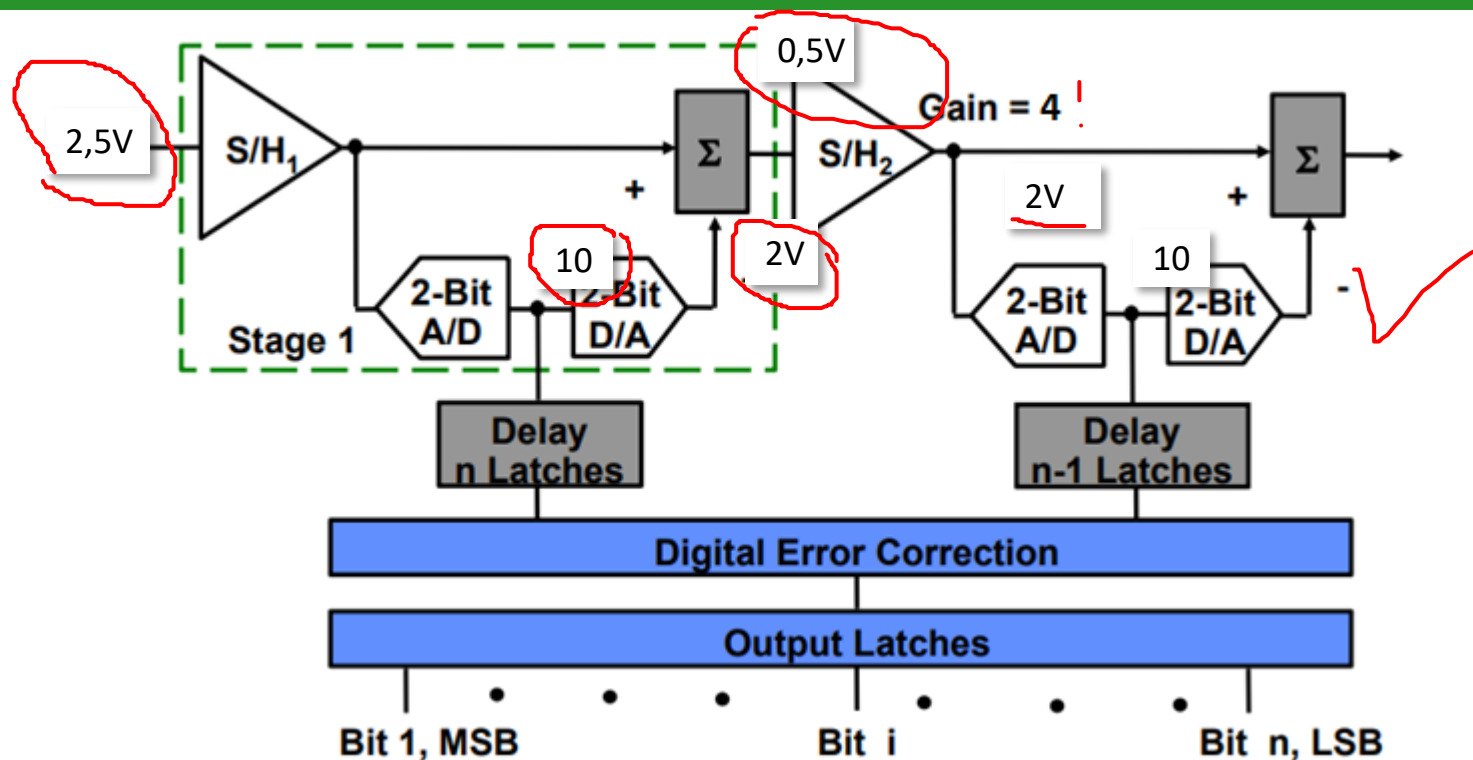 0,5V
2,5V
S/H1
Σ
S/H2
Gain = 4 !
Σ
+
2V
+
10
2V
10
2-Bit
A/D
2-Bit
D/A
2-Bit
A/D
2-Bit
D/A
-
Stage 1
Delay
n Latches
Delay
n-1 Latches
Digital Error Correction
Output Latches
Bit 1, MSB
Bit i
Bit n, LSB